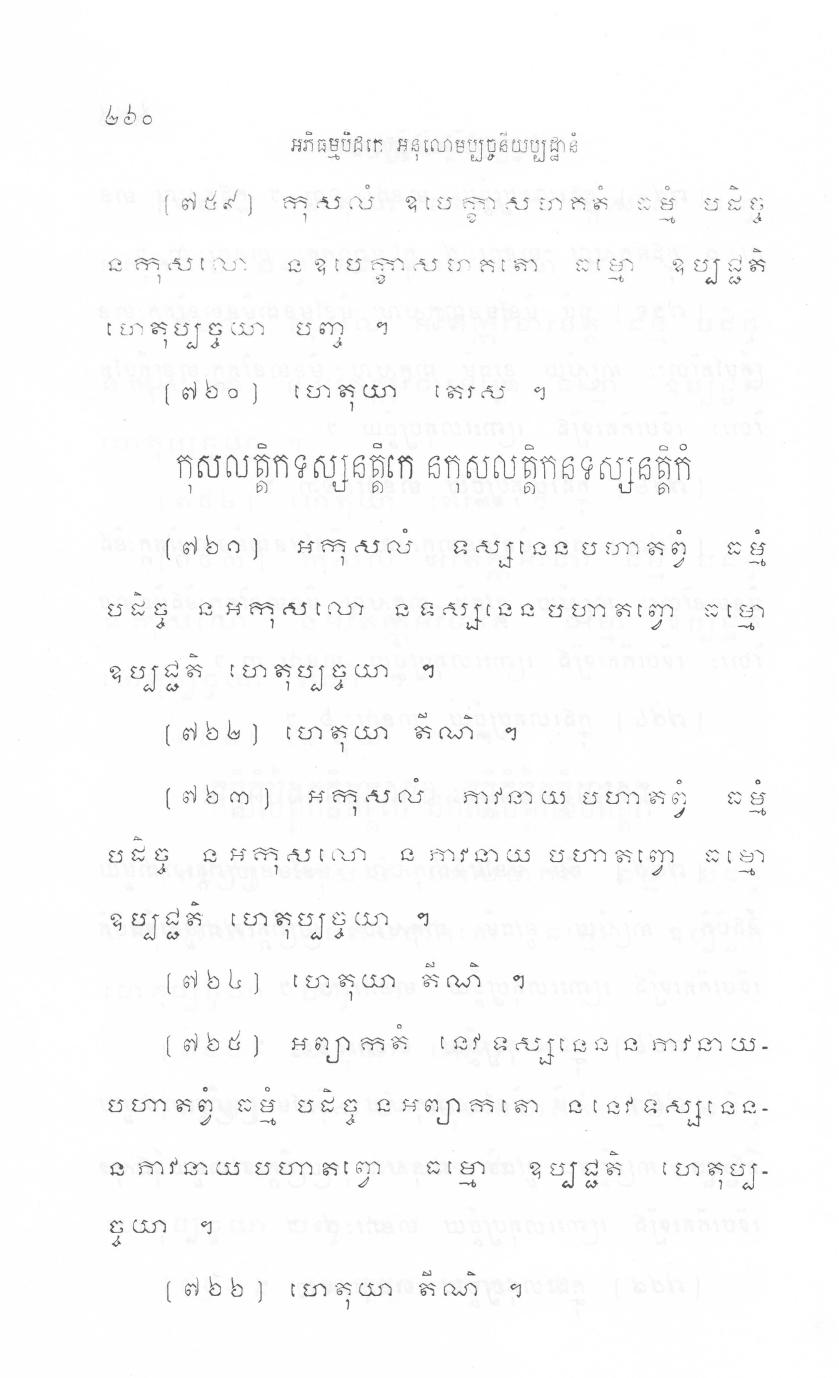 ២៦០
អភិធម្មបិដកេ អនុលោមប្បច្ចនីយប្បដ្ឋានំ
[៧៥៩] កុសលំ ឧបេក្ខាសហគតំ ធម្មំ បដិច្ច
នកុសលោ នឧបេក្ខាសហគតោ ធម្មោ ឧប្បជ្ជតិ
ហេតុប្បច្ចយា បញ្ច ។
[៧៦០] ហេតុយា តេរស ។
កុសលត្តិកទស្សនត្តិកេ នកុសលត្តិកនទស្សនត្តិកំ
[៧៦១] អកុសលំ ទស្សនេនបហាតព្វំ ធម្មំ
បដិច្ច នអកុសលោ នទស្សនេនបហាតព្វោ ធម្មោ
ឧប្បជ្ជតិ ហេតុប្បច្ចយា ។
[៧៦២] ហេតុយា តីណិ ។
[៧៦៣] អកុសលំ ភាវនាយបហាតព្វំ ធម្មំ
បដិច្ច នអកុសលោ នភាវនាយបហាតព្វោ ធម្មោ
ឧប្បជ្ជតិ ហេតុប្បច្ចយា ។
[៧៦៤] ហេតុយា តីណិ ។
[៧៦៥] អព្យាកតំ នេវទស្សនេននភាវនាយ-
បហាតព្វំ ធម្មំ បដិច្ច នអព្យាកតោ ននេវទស្សនេន-
នភាវនាយបហាតព្វោ ធម្មោ ឧប្បជ្ជតិ ហេតុប្ប-
ច្ចយា ។
[៧៦៦] ហេតុយា តីណិ ។